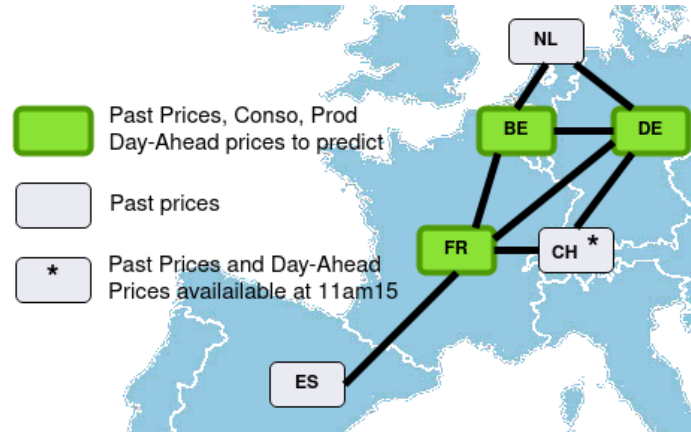 NL
Past Prices, Conso, Prod
Day-Ahead prices to predict
BE
DE
Past prices
FR
CH *
* Past Prices and Day-Ahead
Prices availailable at 11am15
ES